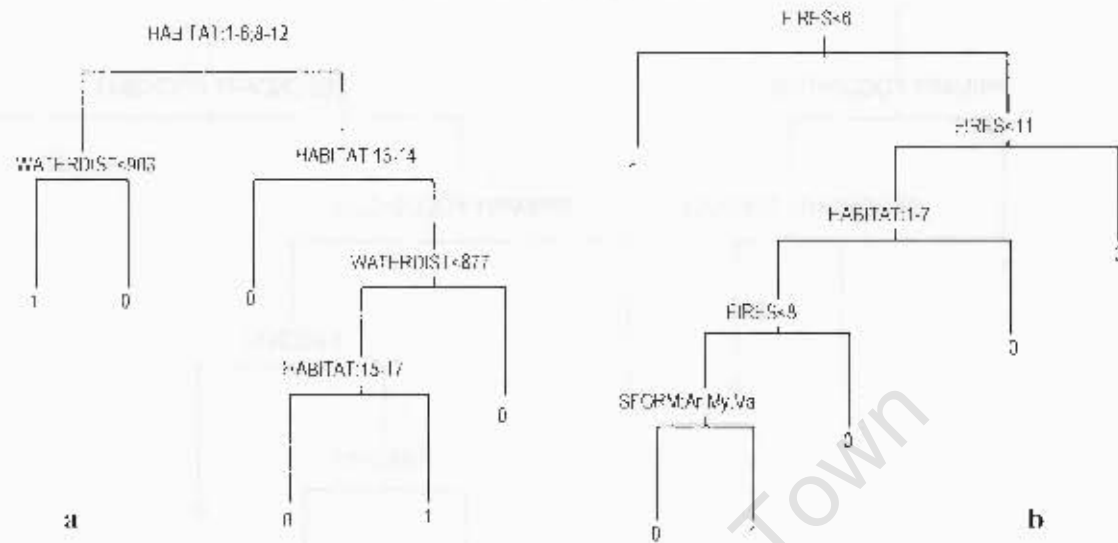 HABITAT:1-6,8-12
WATERDIST<903
HABITAT:13-14
1
0
0
WATERDIST<877
HABITAT:15-17
0
0
1
a
FIRES<6
FIRES<11
HABITAT:1-7
FIRES<8
0
SFORM:Ar,My,Va
0
0
b
Town